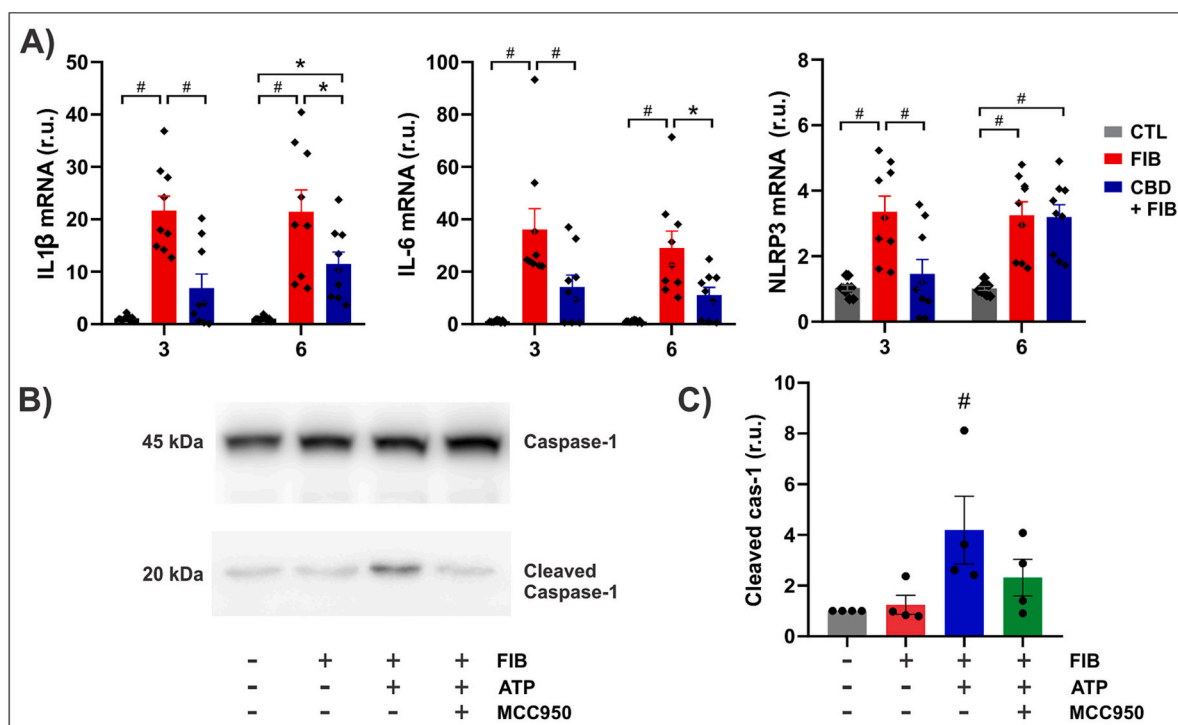 A)
IL1β mRNA (r.u.)
50
40
30
20
10
0
# #
*
# *
3 6
IL-6 mRNA (r.u.)
100
80
60
40
20
0
# #
# *
3 6
NLRP3 mRNA (r.u.)
8
6
4
2
0
# #
#
#
3 6
CTL
FIB
CBD
+ FIB
B)
45 kDa Caspase-1
20 kDa Cleaved
Caspase-1
- + + + FIB
- - + + ATP
- - - + MCC950
C)
Cleaved cas-1 (r.u.)
10
8
6
4
2
0
#
- + + + FIB
- - + + ATP
- - - + MCC950